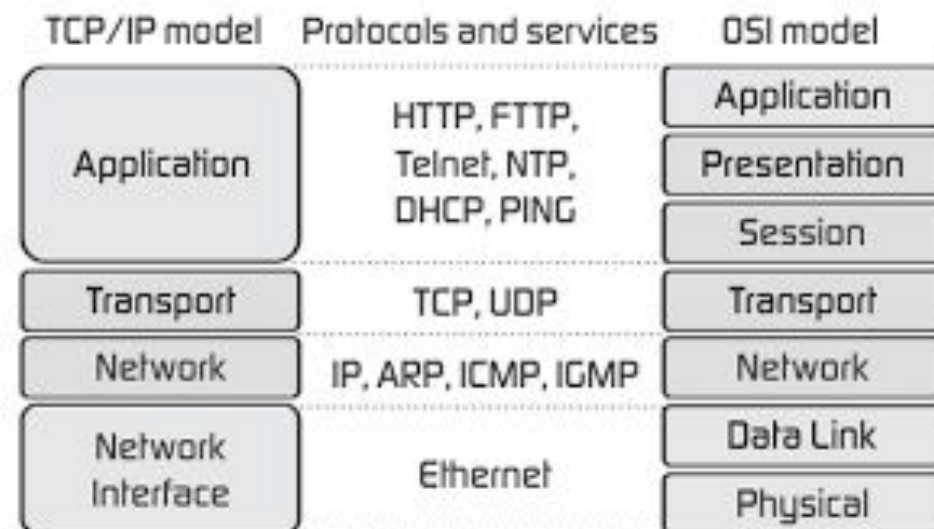 TCP/IP model Protocols and services OSI model
Application
HTTP, FTTP,
Telnet, NTP,
DHCP, PING
Application
Presentation
Session
Transport
TCP, UDP
Transport
Network
IP, ARP, ICMP, IGMP
Network
Network
Interface
Ethernet
Data Link
Physical